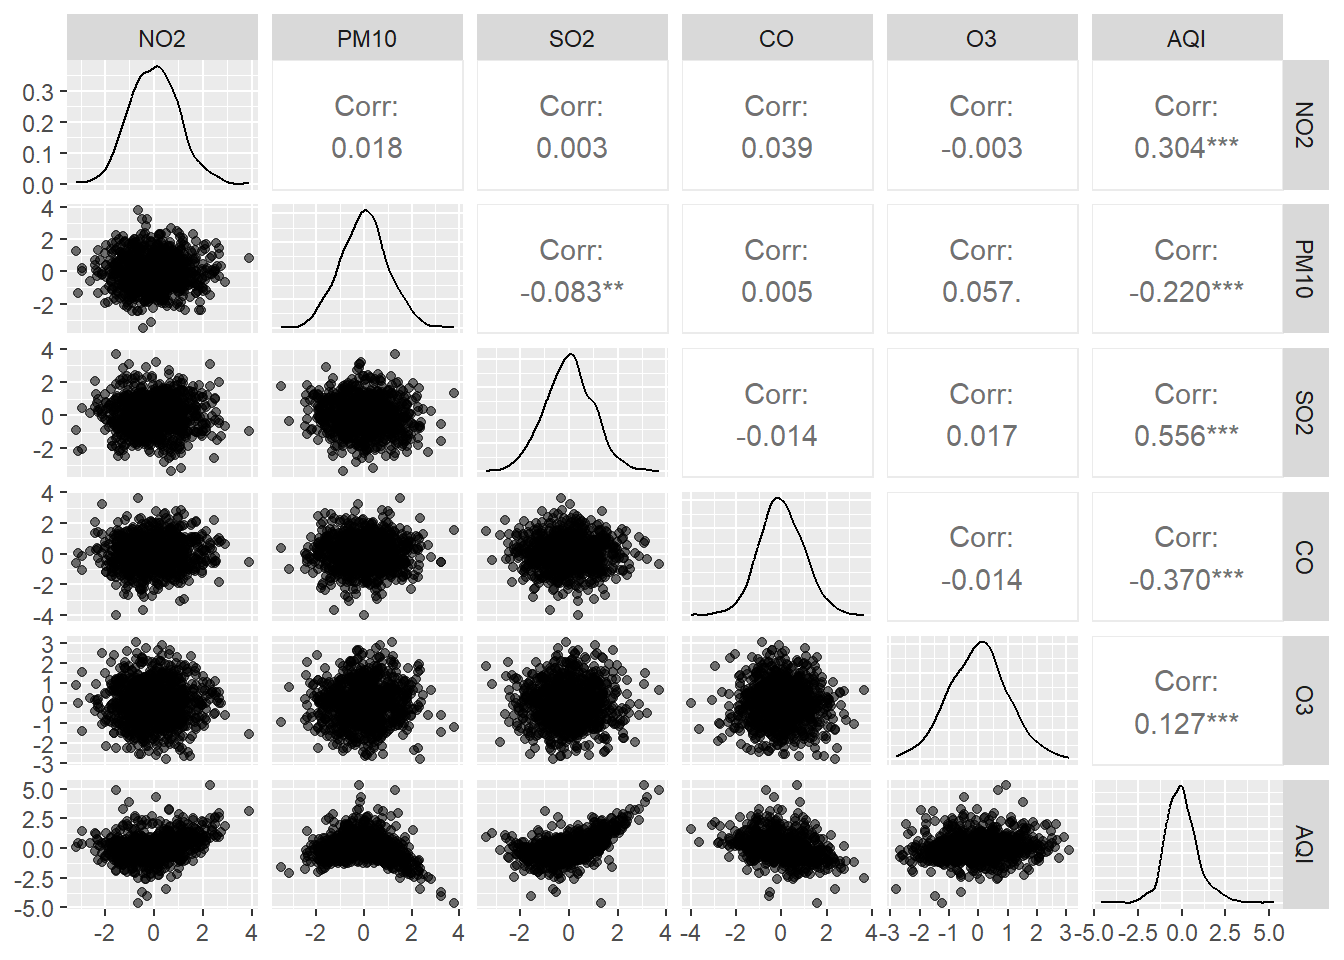 NO2 PM10 SO2 CO O3 AQI
0.3
0.2
0.1
0.0
Corr:
0.018
Corr:
0.003
Corr:
0.039
Corr:
-0.003
Corr:
0.304***
NO2
4
2
0
-2
Corr:
-0.083**
Corr:
0.005
Corr:
0.057.
Corr:
-0.220***
PM10
4
2
0
-2
Corr:
-0.014
Corr:
0.017
Corr:
0.556***
SO2
4
2
0
-2
-4
Corr:
-0.014
Corr:
-0.370***
CO
3
2
1
0
-1
-2
-3
Corr:
0.127***
O3
5.0
2.5
0.0
-2.5
-5.0
AQI
-2 0 2 4 -2 0 2 4 -2 0 2 4 -4 -2 0 2 4 -3 -2 -1 0 1 2 3 -5.0 -2.5 0.0 2.5 5.0